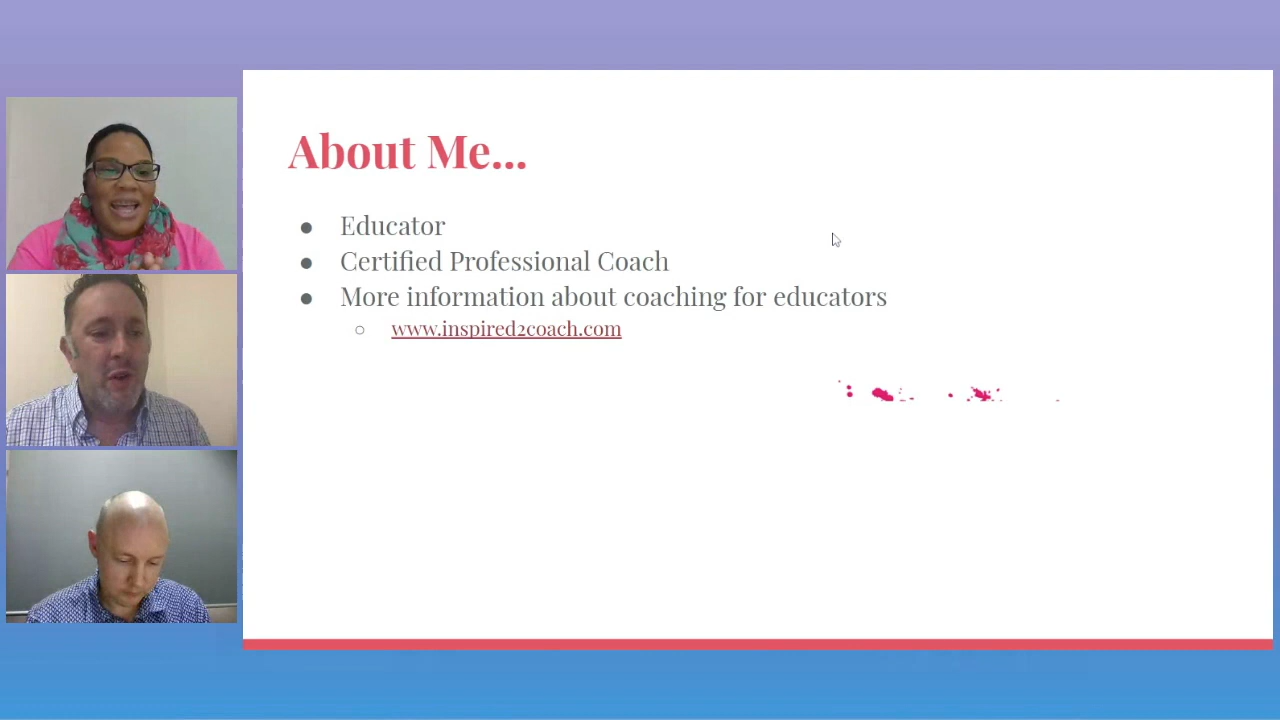 About Me...
Educator
Certified Professional Coach
More information about coaching for educators
www.inspired2coach.com